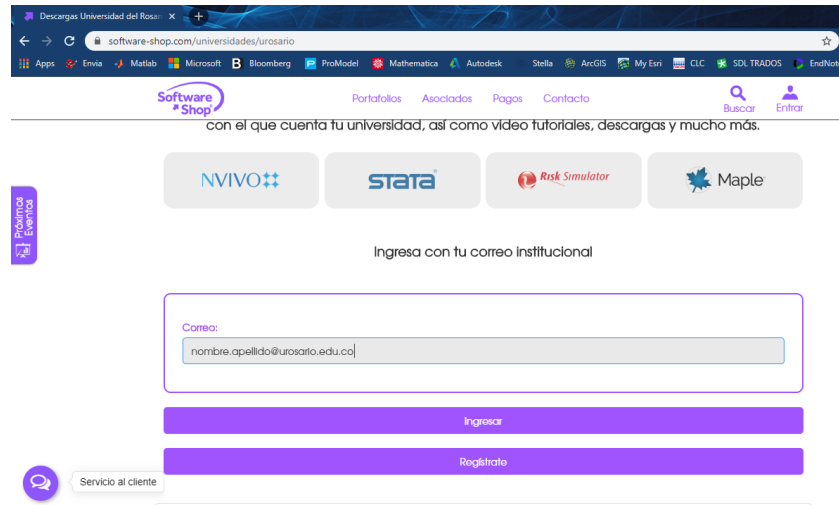 Descargas Universidad del Rosar
software-shop.com/universidades/urosario
Apps Envia Matlab Microsoft Bloomberg ProModel Mathematica Autodesk Stella ArcGIS My Esri CLC SDL TRADOS EndNote
Software Shop
Portafolios Asociados Pagos Contacto Buscar Entrar
con el que cuenta tu universidad, así como video tutoriales, descargas y mucho más.
NVIVO stata Risk Simulator Maple
Próximos Eventos
Ingresa con tu correo institucional
Correo:
nombre.apellido@urosario.edu.co
Ingresar
Regístrate
Servicio al cliente